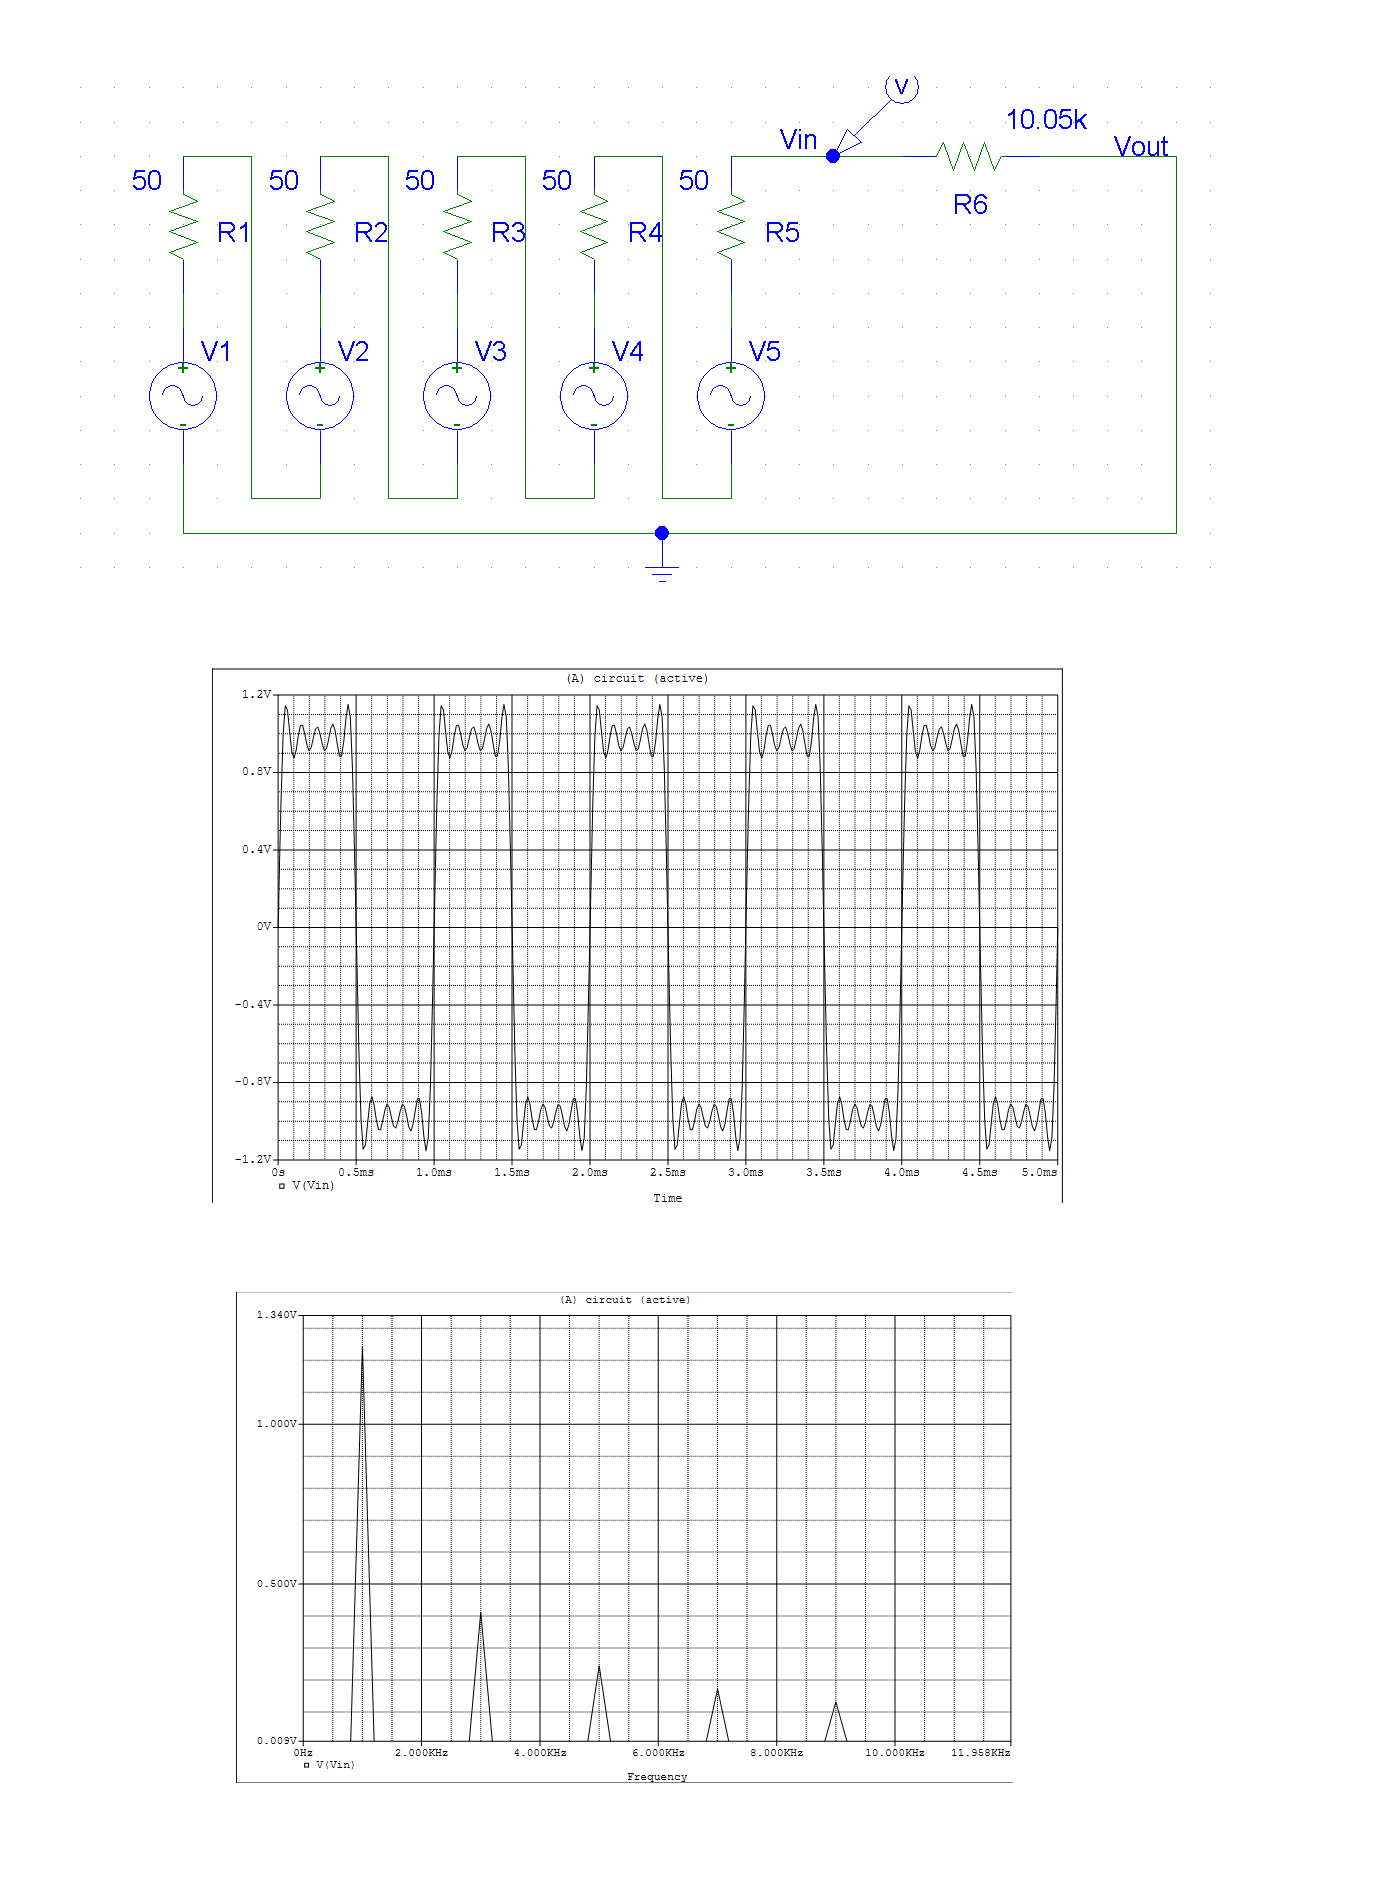 V
10.05k
Vin
Vout
50 50 50 50 50
R6
R1 R2 R3 R4 R5
V1 V2 V3 V4 V5
+ + + + +
- - - - -
(A) circuit (active)
1.2V
0.8V
0.4V
0V
-0.4V
-0.8V
-1.2V
0s 0.5ms 1.0ms 1.5ms 2.0ms 2.5ms 3.0ms 3.5ms 4.0ms 4.5ms 5.0ms
V(Vin)
Time
(A) circuit (active)
1.340V
1.000V
0.500V
0.009V
0Hz 2.000KHz 4.000KHz 6.000KHz 8.000KHz 10.000KHz 11.958KHz
V(Vin)
Frequency